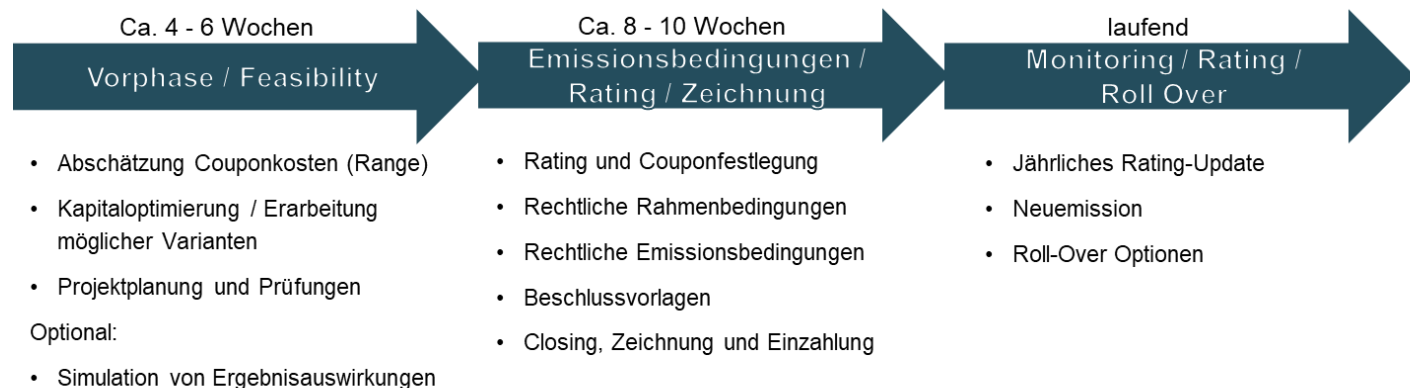 Ca. 4 - 6 Wochen
Vorphase / Feasibility
• Abschätzung Couponkosten (Range)
• Kapitaloptimierung / Erarbeitung
möglicher Varianten
• Projektplanung und Prüfungen
Optional:
• Simulation von Ergebnisauswirkungen
Ca. 8 - 10 Wochen
Emissionsbedingungen /
Rating / Zeichnung
• Rating und Couponfestlegung
• Rechtliche Rahmenbedingungen
• Rechtliche Emissionsbedingungen
• Beschlussvorlagen
• Closing, Zeichnung und Einzahlung
laufend
Monitoring / Rating /
Roll Over
• Jährliches Rating-Update
• Neuemission
• Roll-Over Optionen